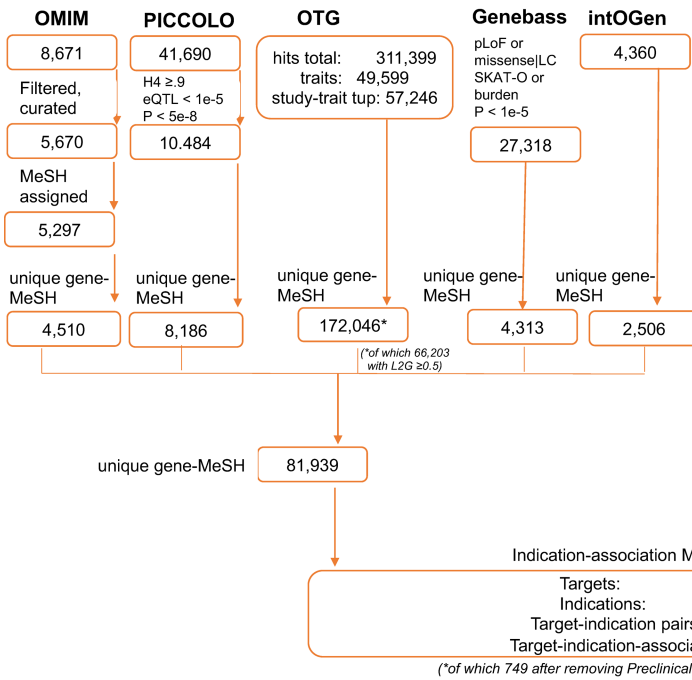 OMIM
8,671
Filtered,
curated
5,670
MeSH
assigned
5,297
unique gene-
MeSH
4,510
PICCOLO
41,690
H4 ≥.9
eQTL < 1e-5
P < 5e-8
10.484
unique gene-
MeSH
8,186
OTG
hits total: 311,399
traits: 49,599
study-trait tup: 57,246
unique gene-
MeSH
172,046*
(*of which 66,203
with L2G ≥0.5)
Genebass
pLoF or
missense|LC
SKAT-O or
burden
P < 1e-5
27,318
unique gene-
MeSH
4,313
intOGen
4,360
unique gene-
MeSH
2,506
unique gene-MeSH
81,939
Indication-association M
Targets:
Indications:
Target-indication pairs
Target-indication-associa
(*of which 749 after removing Preclinical